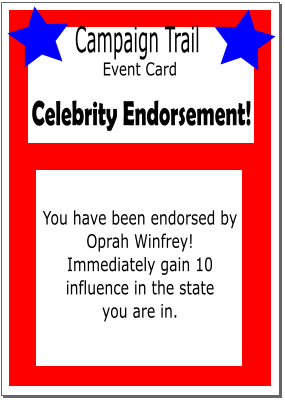 Campaign Trail
Event Card
Celebrity Endorsement!
You have been endorsed by
Oprah Winfrey!
Immediately gain 10
influence in the state
you are in.